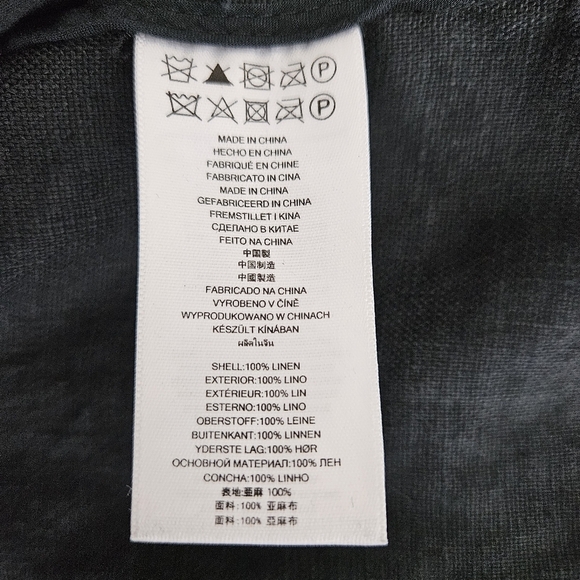 P
P
MADE IN CHINA
HECHO EN CHINA
FABRIQUÉ EN CHINE
FABBRICATO IN CINA
MADE IN CHINA
GEFABRICEERD IN CHINA
FREMSTILLET I KINA
СДЕЛАНО В КИТАЕ
FEITO NA CHINA
中国製
中国制造
中國製造
FABRICADO NA CHINA
VYROBENO V ČÍNĚ
WYPRODUKOWANO W CHINACH
KÉSZÜLT KÍNÁBAN
ผลิตในจีน
SHELL:100% LINEN
EXTERIOR:100% LINO
EXTÉRIEUR:100% LIN
ESTERNO:100% LINO
OBERSTOFF:100% LEINE
BUITENKANT:100% LINNEN
YDERSTE LAG:100% HØR
ОСНОВНОЙ МАТЕРИАЛ:100% ЛЕН
CONCHA:100% LINHO
表地:亜麻 100%
面料:100% 亚麻布
面料:100% 亞麻布